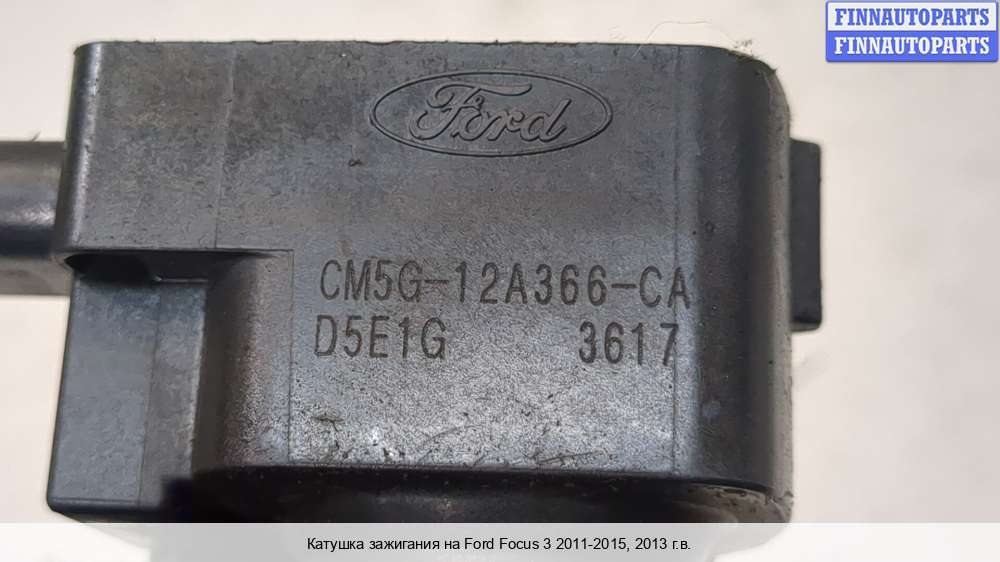 FINNAUTOPARTS
FINNAUTOPARTS
Ford
CM5G-12A366-CA
D5E1G 3617
Катушка зажигания на Ford Focus 3 2011-2015, 2013 г.в.